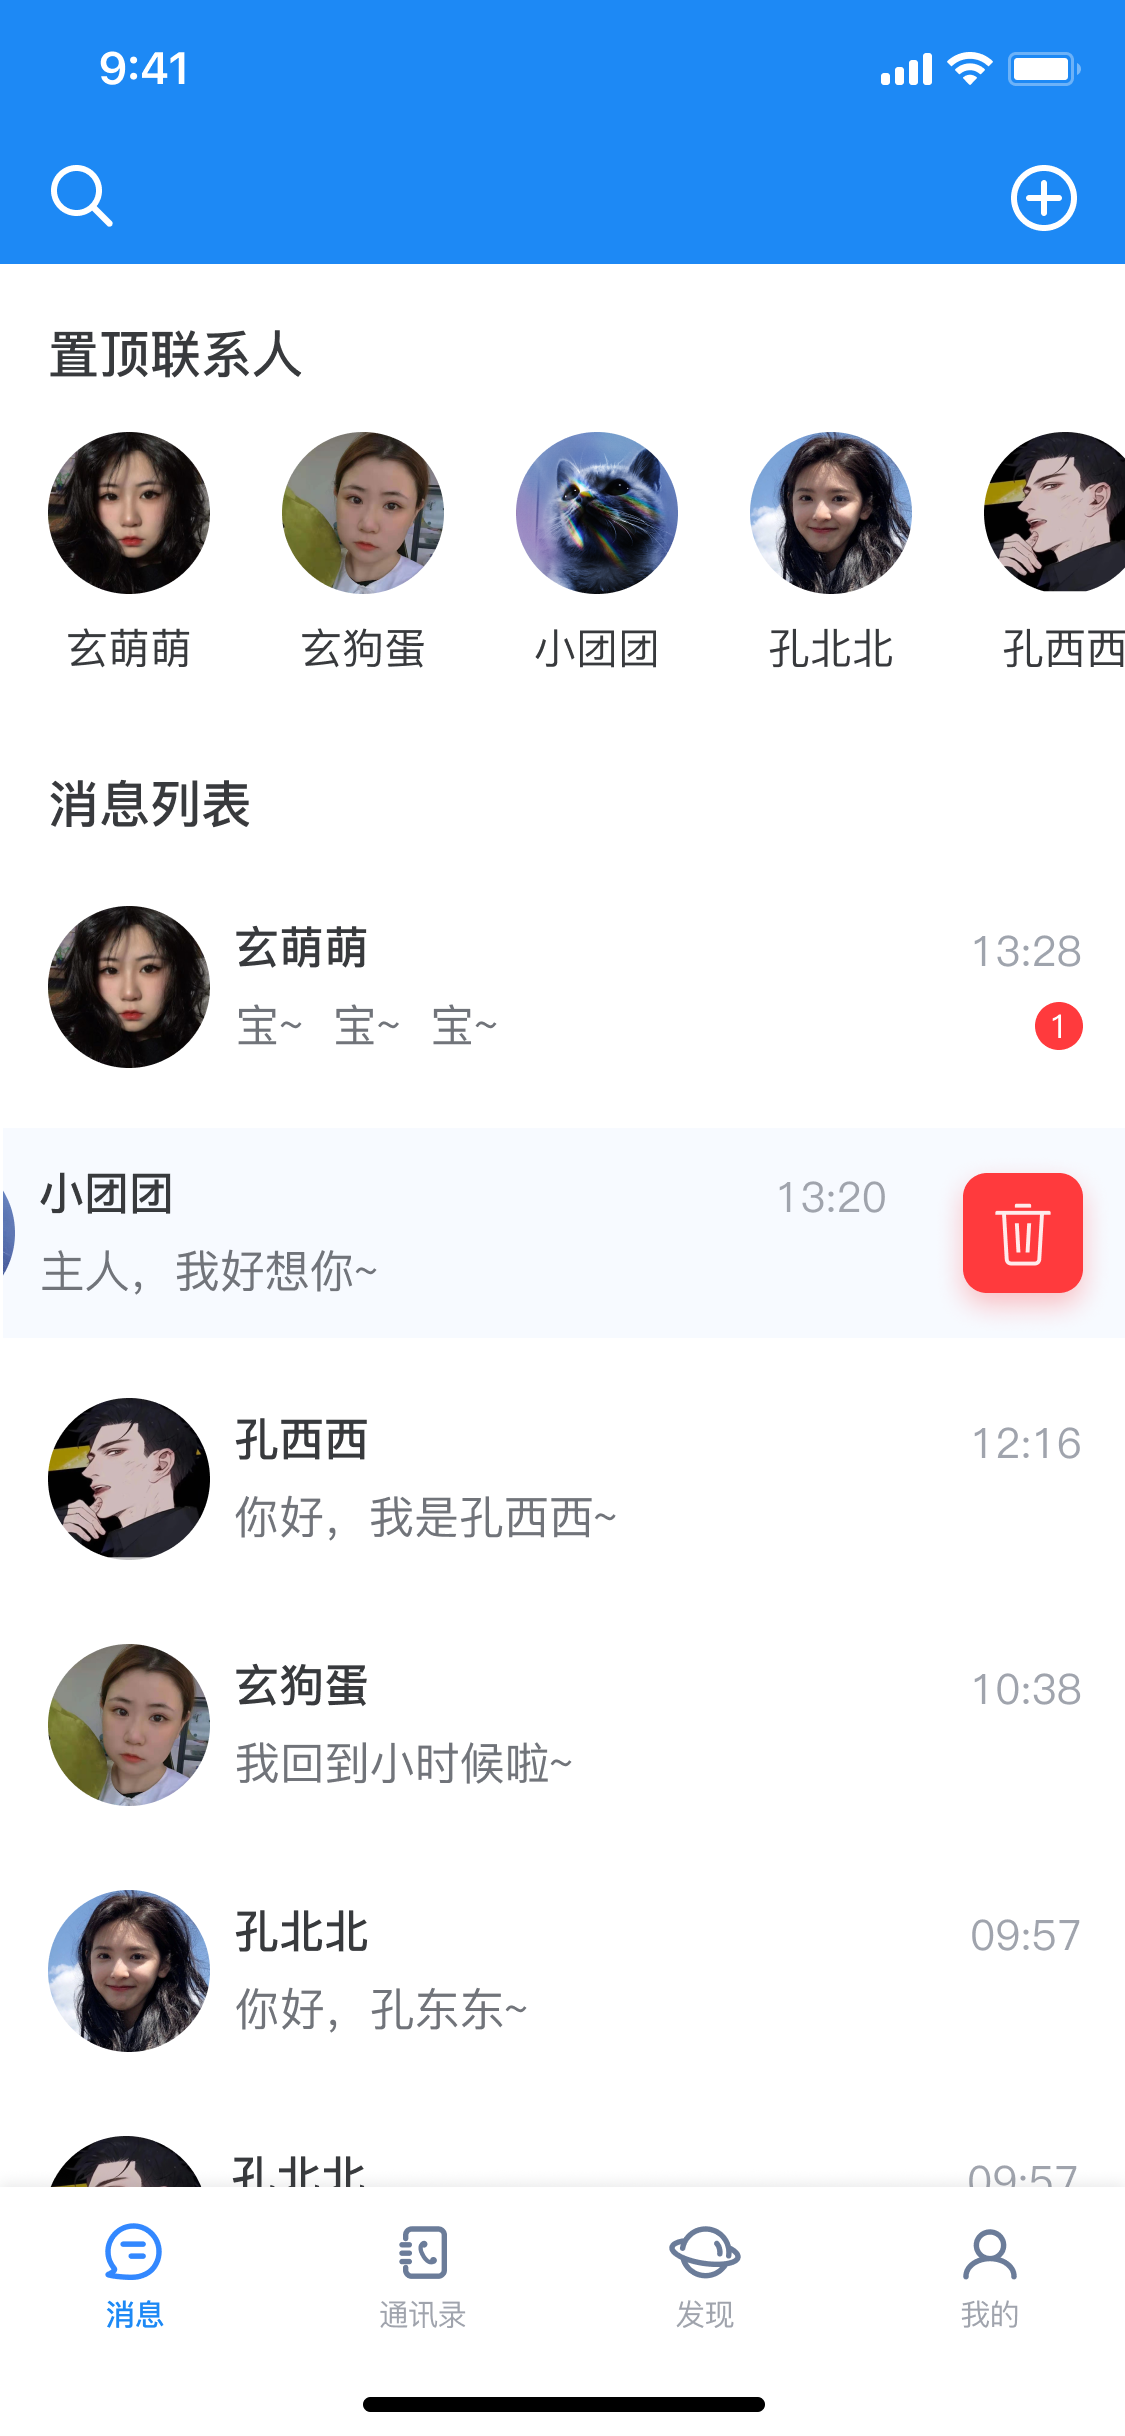 9:41
置顶联系人
玄萌萌 玄狗蛋 小团团 孔北北 孔西西
消息列表
玄萌萌 13:28
宝~ 宝~ 宝~ 1
小团团 13:20
主人，我好想你~
孔西西 12:16
你好，我是孔西西~
玄狗蛋 10:38
我回到小时候啦~
孔北北 09:57
你好，孔东东~
孔北北 09:57
消息 通讯录 发现 我的